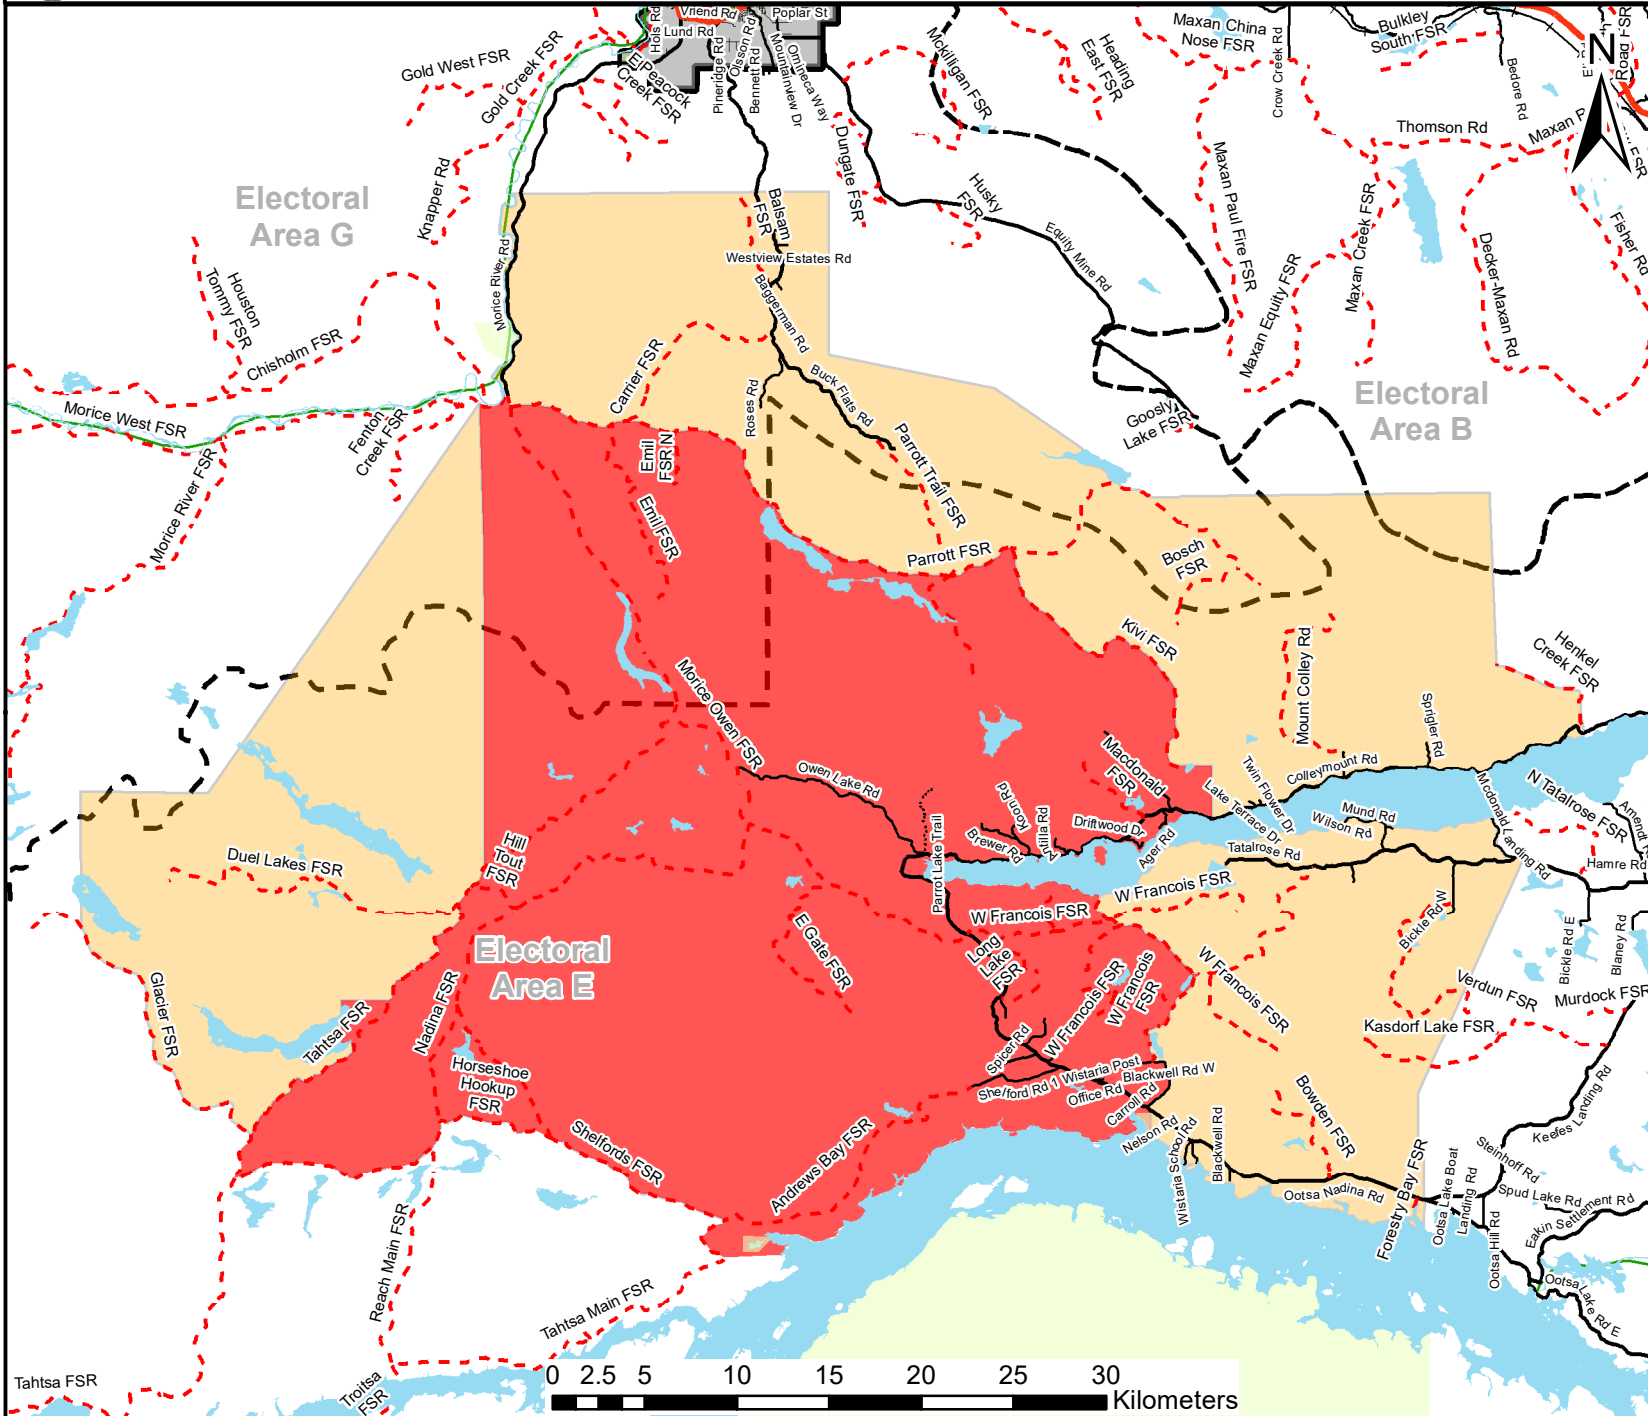 Vriend Rd
Poplar St
Hols Rd
Lund Rd
Olsson Rd
Pineridge Rd
Bennett Rd
Mountainview Dr
Omineca Way
E Peacock
Creek FSR
Gold West FSR
Gold Creek FSR
Mckilligan FSR
Heading
East FSR
Maxan China
Nose FSR
Crow Creek Rd
Bulkley
South FSR
Bedore Rd
Road FSR
N
Thomson Rd
Knapper Rd
Electoral
Area G
Dungate FSR
Husky
FSR
Equity Mine Rd
Maxan Paul Fire FSR
Maxan Creek FSR
Maxan Equity FSR
Decker-Maxan Rd
Fisher Rd
Balsam
FSR
Westview Estates Rd
Baggerman Rd
Morice River Rd
Houston
Tommy FSR
Chisholm FSR
Carrier FSR
Roses Rd
Buck Flats Rd
Morice West FSR
Fenton
Creek FSR
Morice River FSR
Emil
FSR N
Emil FSR
Parrott Trail FSR
Parrott FSR
Goosly
Lake FSR
Electoral
Area B
Bosch
FSR
Kivi FSR
Mount Colley Rd
Henkel
Creek FSR
Sprigler Rd
Morice Owen FSR
Owen Lake Rd
Macdonald
FSR
Koon Rd
Antilla Rd
Brewer Rd
Driftwood Dr
Ager Rd
Lake Terrace Dr
Twin Flower Dr
Colleymount Rd
Mund Rd
Wilson Rd
Tatalrose Rd
Mcdonald Landing Rd
N Tatalrose FSR
Hamre Rd
Parrot Lake Trail
Hill
Tout
FSR
Duel Lakes FSR
W Francois FSR
W Francois FSR
E Gate FSR
Long
Lake
FSR
W Francois FSR
W Francois
FSR
W Francois FSR
Bickle Rd W
Bickle Rd E
Blaney Rd
Verdun FSR
Murdock FSR
Kasdorf Lake FSR
Electoral
Area E
Glacier FSR
Tahtsa FSR
Nadina FSR
Horseshoe
Hookup
FSR
Spicer Rd
Shelford Rd 1
Wistaria Post
Office Rd
Blackwell Rd W
Carroll Rd
Nelson Rd
Wistaria School Rd
Blackwell Rd
Bowden FSR
Keefes Landing Rd
Shelfords FSR
Andrews Bay FSR
Ootsa Nadina Rd
Forestry Bay FSR
Ootsa Lake Boat
Landing Rd
Steinhoff Rd
Spud Lake Rd
Eakin Settlement Rd
Ootsa Hill Rd
Ootsa Lake Rd E
Reach Main FSR
Tahtsa Main FSR
Tahtsa FSR
Troitsa
FSR
0 2.5 5 10 15 20 25 30
Kilometers